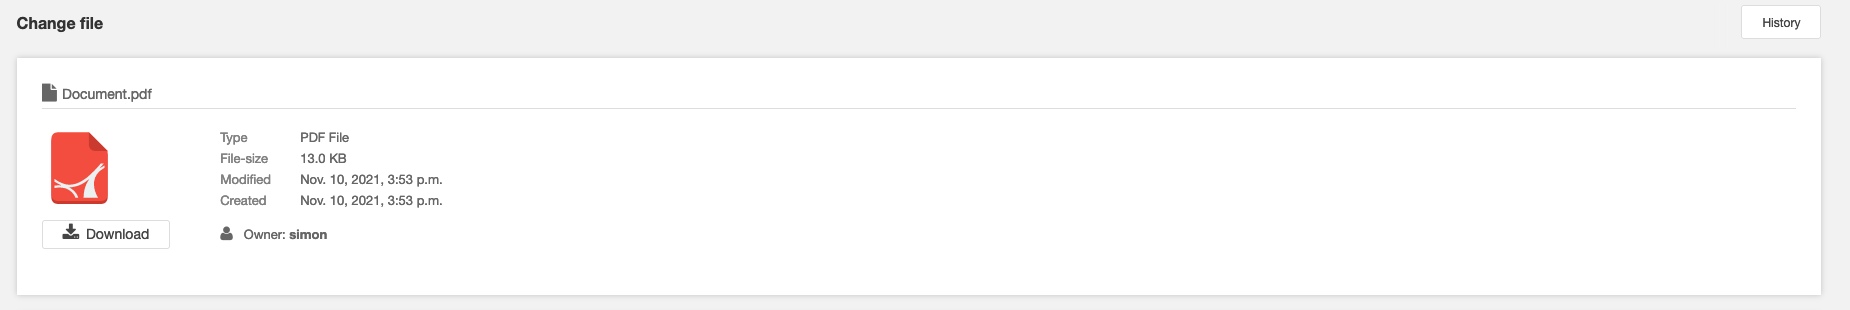 Change file
History
Document.pdf
Type PDF File
File-size 13.0 KB
Modified Nov. 10, 2021, 3:53 p.m.
Created Nov. 10, 2021, 3:53 p.m.
Download
Owner: simon